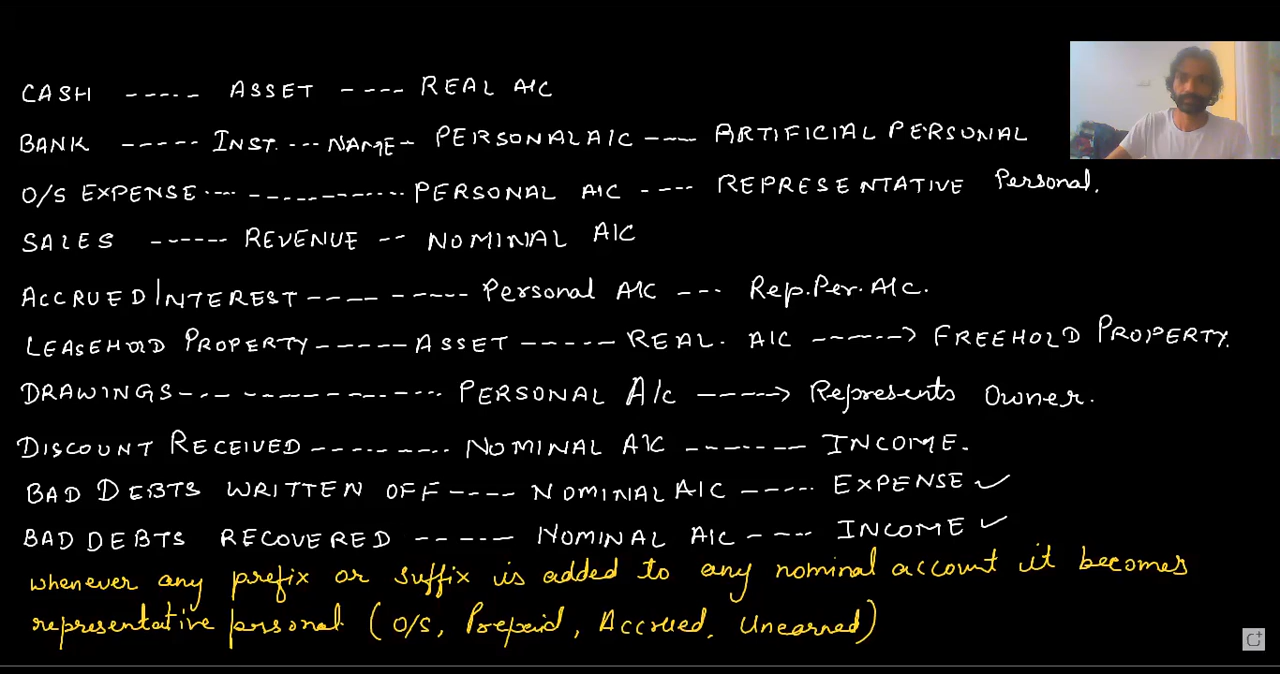 CASH ----- ASSET ---- REAL A/C
BANK ----- INST. --- NAME - PERSONAL A/C --- ARTIFICIAL PERSONAL
O/S EXPENSE ---- ---------- PERSONAL A/C ---- REPRESENTATIVE Personal.
SALES ------ REVENUE -- NOMINAL A/C
ACCRUED INTEREST ---- ------ Personal A/C --- Rep. Per. A/c.
LEASEHOLD PROPERTY ----- ASSET ----- REAL. A/C ------> FREEHOLD PROPERTY.
DRAWINGS --- ----------- PERSONAL A/c -----> Represents Owner.
DISCOUNT RECEIVED --------- NOMINAL A/C ------- INCOME.
BAD DEBTS WRITTEN OFF ---- NOMINAL A/C ----- EXPENSE ✓
BAD DEBTS RECOVERED ------ NOMINAL A/C ---- INCOME ✓
whenever any prefix or suffix is added to any nominal account it becomes
representative personal (O/S, Prepaid, Accrued, Unearned)